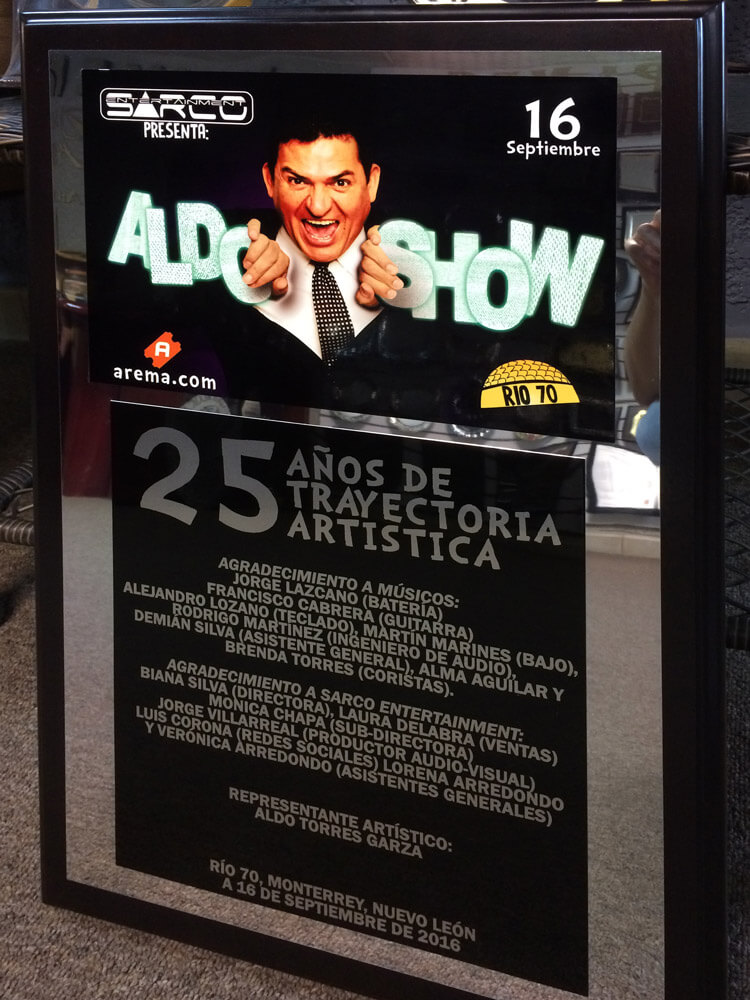 SARCO
ENTERTAINMENT
PRESENTA:
16
Septiembre
ALDO SHOW
A
arema.com
RIO 70
25 AÑOS DE
TRAYECTORIA
ARTISTICA
AGRADECIMIENTO A MÚSICOS:
JORGE LAZCANO (BATERÍA)
FRANCISCO CABRERA (GUITARRA)
ALEJANDRO LOZANO (TECLADO), MARTÍN MARINES (BAJO),
RODRIGO MARTÍNEZ (INGENIERO DE AUDIO),
DEMIÁN SILVA (ASISTENTE GENERAL), ALMA AGUILAR Y
BRENDA TORRES (CORISTAS).
AGRADECIMIENTO A SARCO ENTERTAINMENT:
BIANA SILVA (DIRECTORA), LAURA DELABRA (VENTAS)
MONICA CHAPA (SUB-DIRECTORA)
JORGE VILLARREAL (PRODUCTOR AUDIO-VISUAL)
LUIS CORONA (REDES SOCIALES) LORENA ARREDONDO
Y VERÓNICA ARREDONDO (ASISTENTES GENERALES)
REPRESENTANTE ARTÍSTICO:
ALDO TORRES GARZA
RÍO 70, MONTERREY, NUEVO LEÓN
A 16 DE SEPTIEMBRE DE 2016